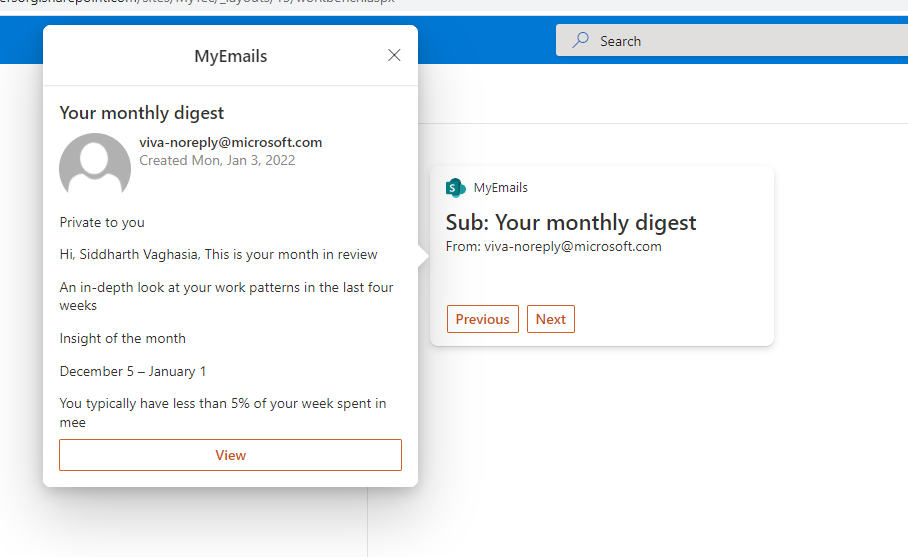 MyEmails
Your monthly digest
viva-noreply@microsoft.com
Created Mon, Jan 3, 2022
Private to you
Hi, Siddharth Vaghasia, This is your month in review
An in-depth look at your work patterns in the last four
weeks
Insight of the month
December 5 – January 1
You typically have less than 5% of your week spent in
mee
View
Search
MyEmails
Sub: Your monthly digest
From: viva-noreply@microsoft.com
Previous
Next